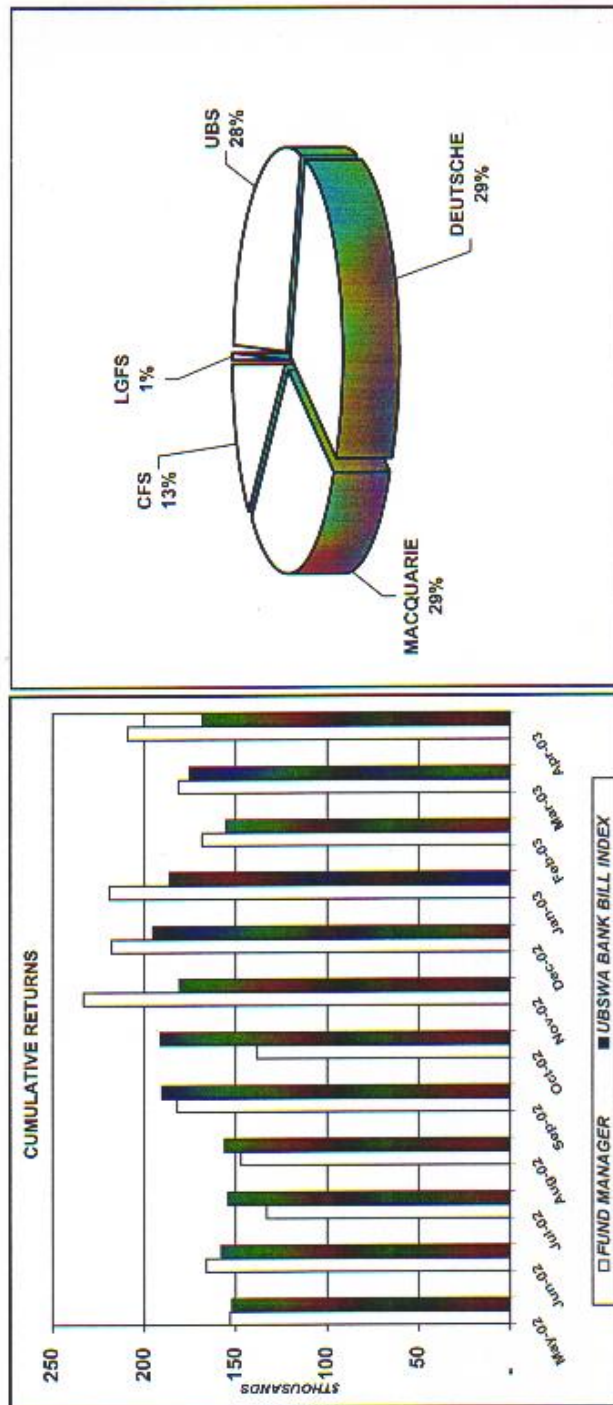 CUMULATIVE RETURNS
250
200
150
100
50
-
$THOUSANDS
May-02
Jun-02
Jul-02
Aug-02
Sep-02
Oct-02
Nov-02
Dec-02
Jan-03
Feb-03
Mar-03
Apr-03
FUND MANAGER
UBSWA BANK BILL INDEX
LGFS
1%
UBS
28%
CFS
13%
MACQUARIE
29%
DEUTSCHE
29%